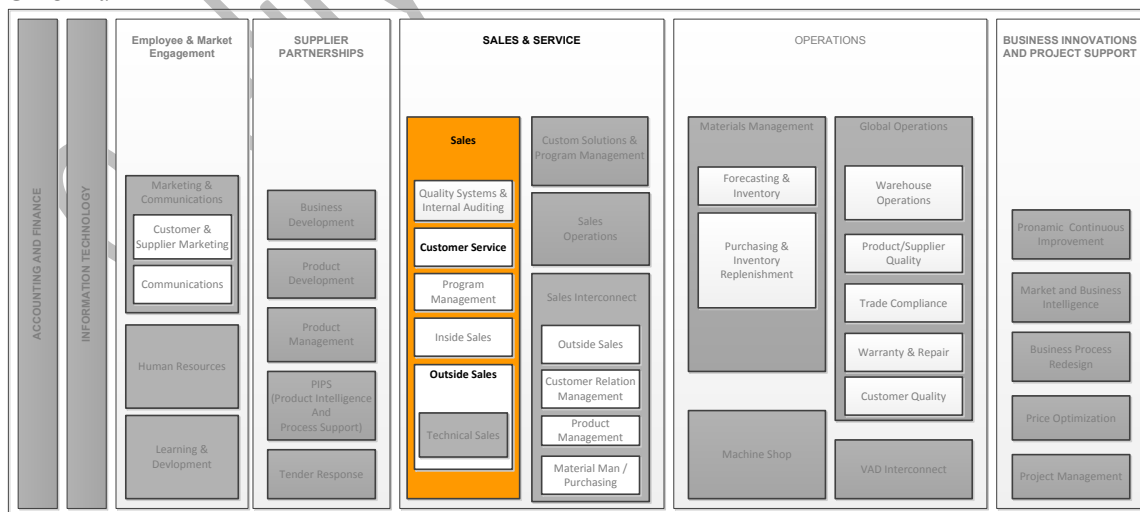 ACCOUNTING AND FINANCE
INFORMATION TECHNOLOGY
Employee & Market
Engagement
Marketing &
Communications
Customer &
Supplier Marketing
Communications
Human Resources
Learning &
Devlopment
SUPPLIER
PARTNERSHIPS
Business
Development
Product
Development
Product
Management
PIPS
(Product Intelligence
And
Process Support)
Tender Response
SALES & SERVICE
Sales
Quality Systems &
Internal Auditing
Customer Service
Program
Management
Inside Sales
Outside Sales
Technical Sales
Custom Solutions &
Program Management
Sales
Operations
Sales Interconnect
Outside Sales
Customer Relation
Management
Product
Management
Material Man /
Purchasing
OPERATIONS
Materials Management
Forecasting &
Inventory
Purchasing &
Inventory
Replenishment
Machine Shop
Global Operations
Warehouse
Operations
Product/Supplier
Quality
Trade Compliance
Warranty & Repair
Customer Quality
VAD Interconnect
BUSINESS INNOVATIONS
AND PROJECT SUPPORT
Pronamic Continuous
Improvement
Market and Business
Intelligence
Business Process
Redesign
Price Optimization
Project Management